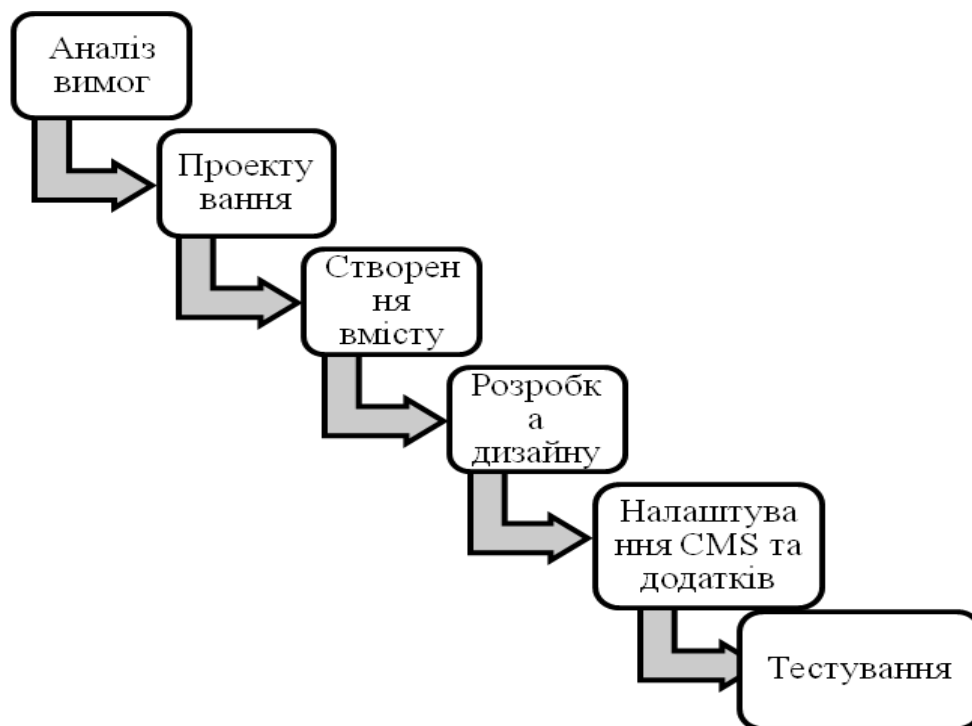 Аналіз
вимог
Проекту
вання
Створен
ня
вмісту
Розробк
а
дизайну
Налаштува
ння CMS та
додатків
Тестування